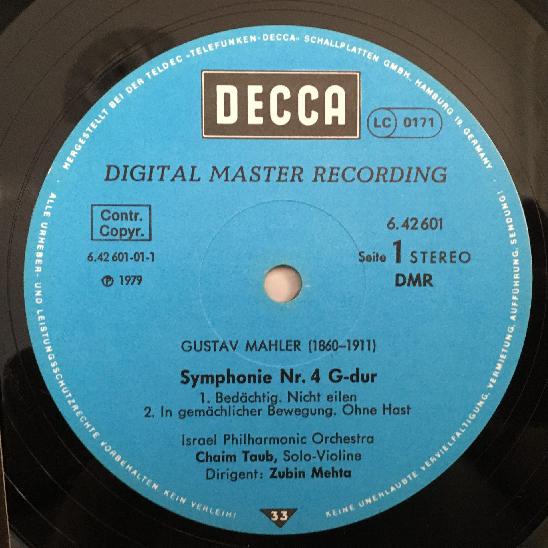 HERGESTELLT BEI DER TELDEC »TELEFUNKEN-DECCA« SCHALLPLATTEN GMBH, HAMBURG 19 GERMANY ·
DECCA
LC 0171
DIGITAL MASTER RECORDING
Contr.
Copyr.
6.42601
6.42 601-01-1
Seite 1 STEREO
℗ 1979
DMR
GUSTAV MAHLER (1860–1911)
Symphonie Nr. 4 G-dur
1. Bedächtig. Nicht eilen
2. In gemächlicher Bewegung. Ohne Hast
Israel Philharmonic Orchestra
Chaim Taub, Solo-Violine
Dirigent: Zubin Mehta
33
· ALLE URHEBER- UND LEISTUNGSSCHUTZRECHTE VORBEHALTEN. KEIN VERLEIH!
KEINE UNERLAUBTE VERVIELFÄLTIGUNG, VERMIETUNG, AUFFÜHRUNG, SENDUNG!